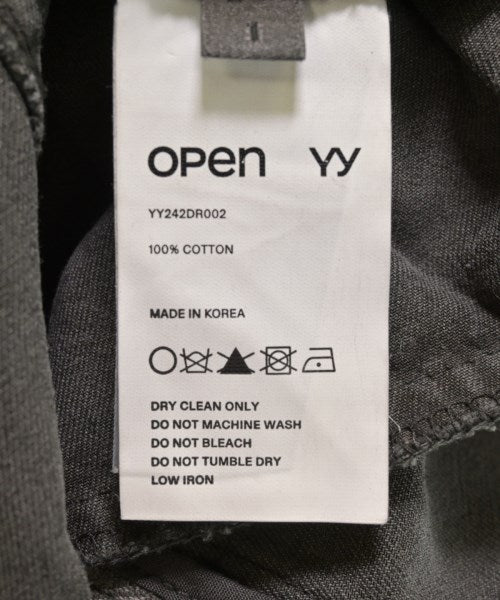 1
OPEN YY
YY242DR002
100% COTTON
MADE IN KOREA
DRY CLEAN ONLY
DO NOT MACHINE WASH
DO NOT BLEACH
DO NOT TUMBLE DRY
LOW IRON